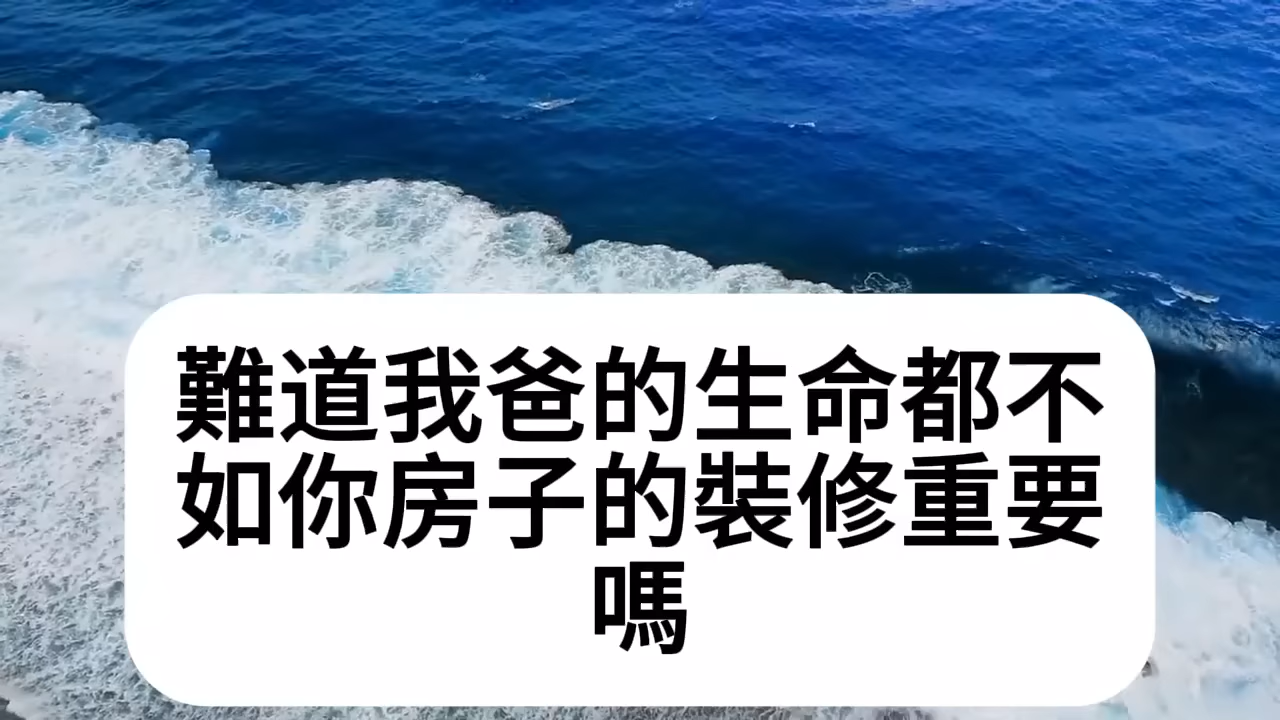 難道我爸的生命都不
如你房子的裝修重要
嗎